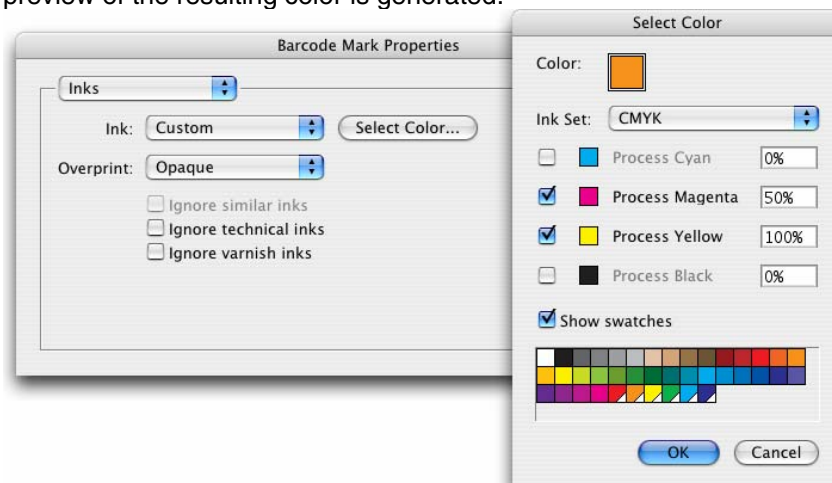 preview of the resulting color is generated.
Barcode Mark Properties
Inks
Ink: Custom Select Color...
Overprint: Opaque
Ignore similar inks
Ignore technical inks
Ignore varnish inks
Select Color
Color:
Ink Set: CMYK
Process Cyan 0%
Process Magenta 50%
Process Yellow 100%
Process Black 0%
Show swatches
OK Cancel